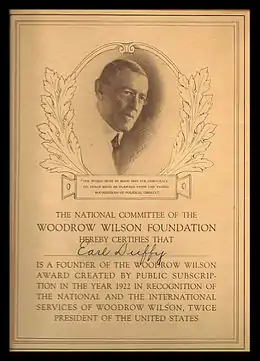 "THE WORLD MUST BE MADE SAFE FOR DEMOCRACY.
ITS PEACE MUST BE PLANTED UPON THE TESTED
FOUNDATIONS OF POLITICAL LIBERTY."
THE NATIONAL COMMITTEE OF THE
WOODROW WILSON FOUNDATION
HEREBY CERTIFIES THAT
Earl Duffy
IS A FOUNDER OF THE WOODROW WILSON
AWARD CREATED BY PUBLIC SUBSCRIP-
TION IN THE YEAR 1922 IN RECOGNITION OF
THE NATIONAL AND THE INTERNATIONAL
SERVICES OF WOODROW WILSON, TWICE
PRESIDENT OF THE UNITED STATES